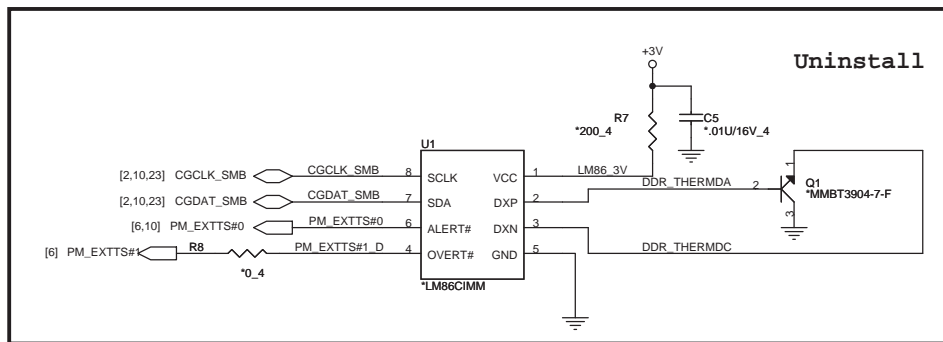 +3V
Uninstall
R7
*200_4
C5
*.01U/16V_4
U1
[2,10,23] CGCLK_SMB CGCLK_SMB 8 SCLK VCC 1 LM86_3V
[2,10,23] CGDAT_SMB CGDAT_SMB 7 SDA DXP 2 DDR_THERMDA 2
1
Q1
*MMBT3904-7-F
3
[6,10] PM_EXTTS#0 PM_EXTTS#0 6 ALERT# DXN 3 DDR_THERMDC
[6] PM_EXTTS#1 R8 PM_EXTTS#1_D 4 OVERT# GND 5
*0_4
*LM86CIMM